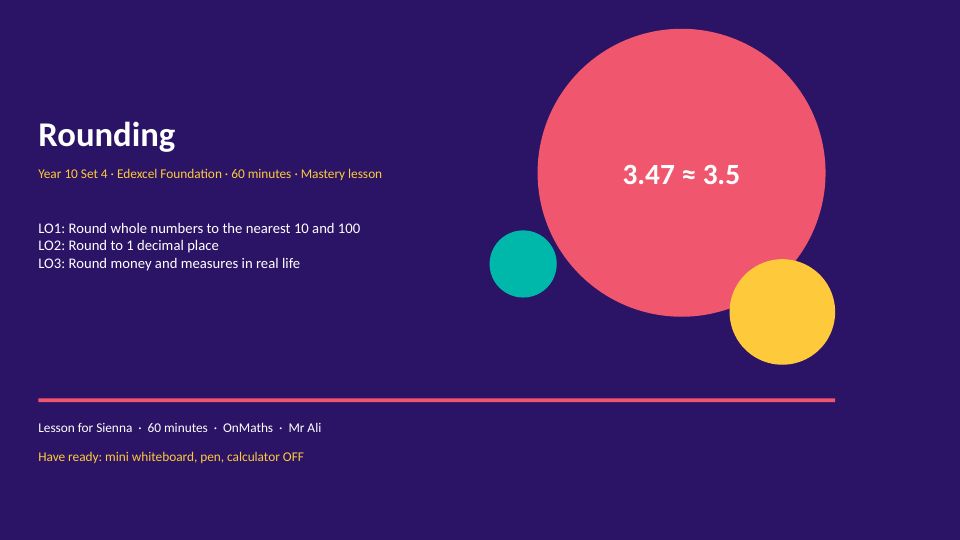 Rounding
Year 10 Set 4 · Edexcel Foundation · 60 minutes · Mastery lesson
LO1: Round whole numbers to the nearest 10 and 100
LO2: Round to 1 decimal place
LO3: Round money and measures in real life
3.47 ≈ 3.5
Lesson for Sienna · 60 minutes · OnMaths · Mr Ali
Have ready: mini whiteboard, pen, calculator OFF